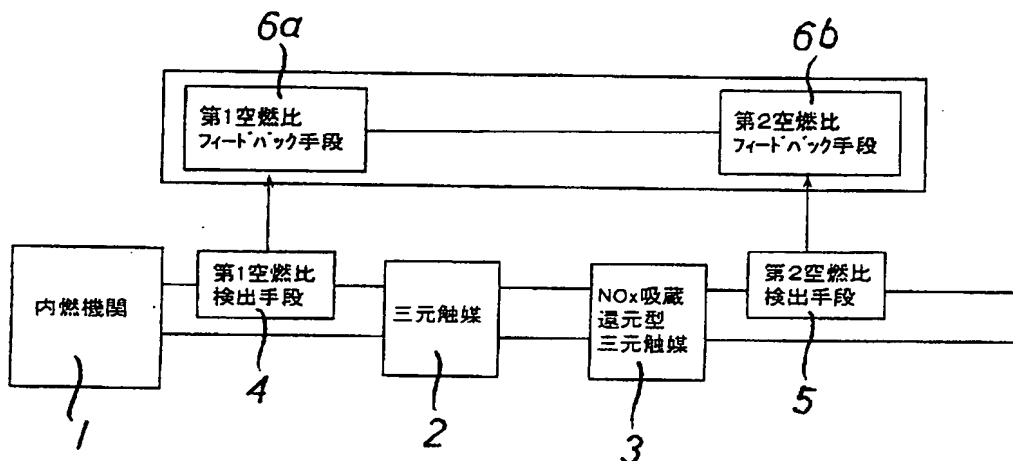 6a
6b
第1空燃比
フィードバック手段
第2空燃比
フィードバック手段
内燃機関
第1空燃比
検出手段
三元触媒
NOx吸蔵
還元型
三元触媒
第2空燃比
検出手段
1
4
2
3
5